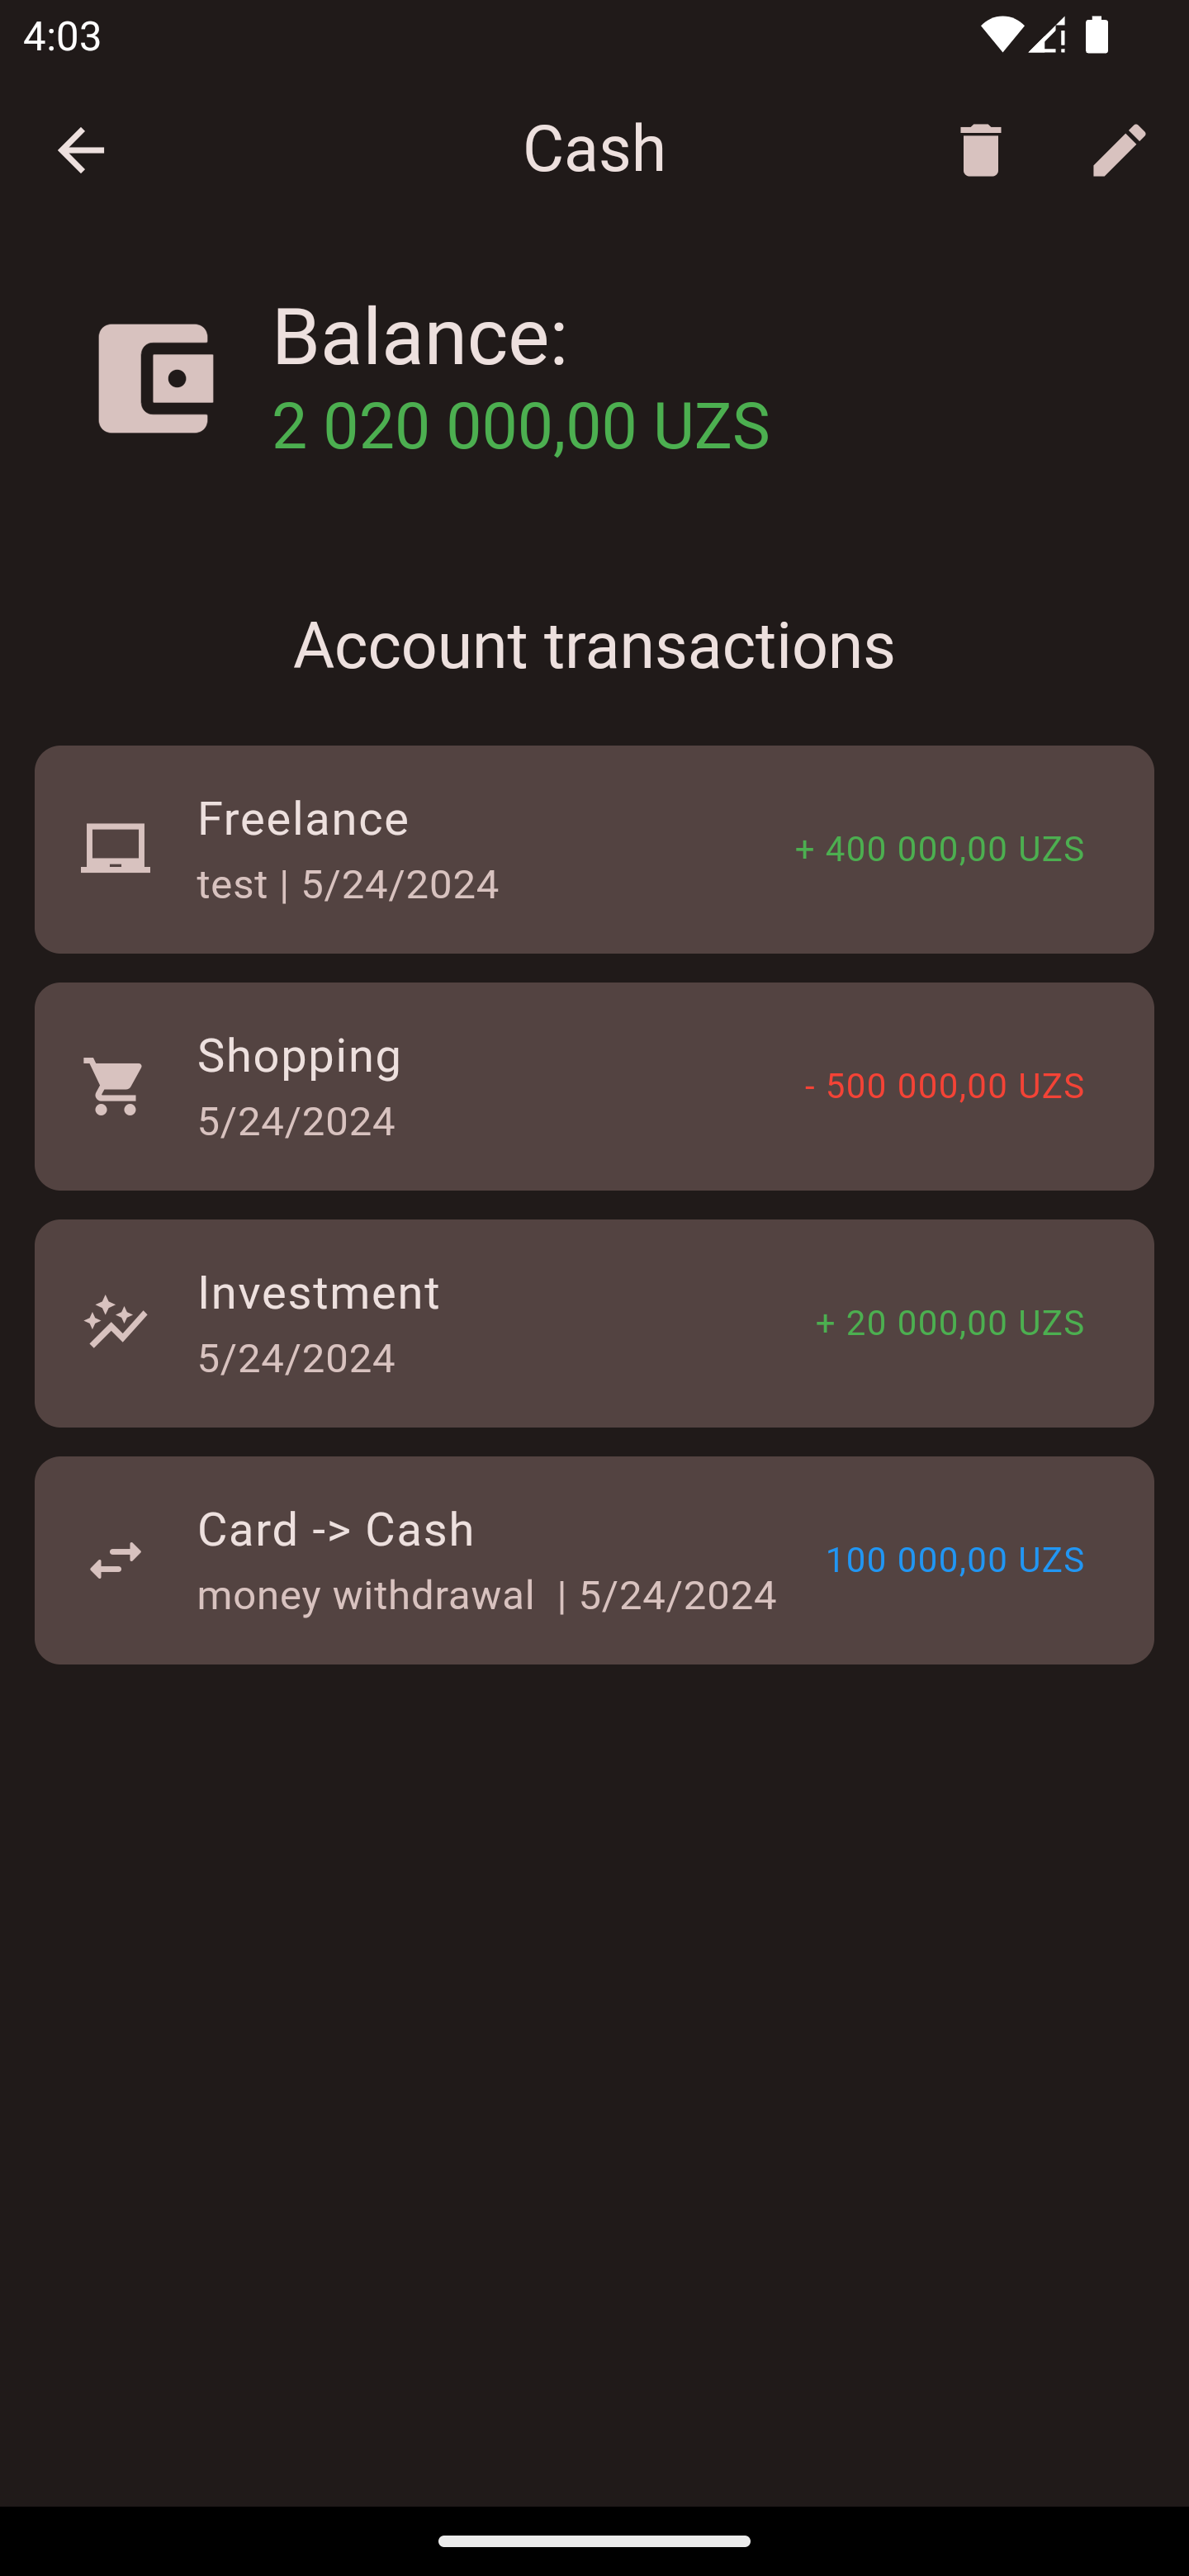 4:03
Cash
Balance:
2 020 000,00 UZS
Account transactions
Freelance
+ 400 000,00 UZS
test | 5/24/2024
Shopping
- 500 000,00 UZS
5/24/2024
Investment
+ 20 000,00 UZS
5/24/2024
Card -> Cash
100 000,00 UZS
money withdrawal  | 5/24/2024